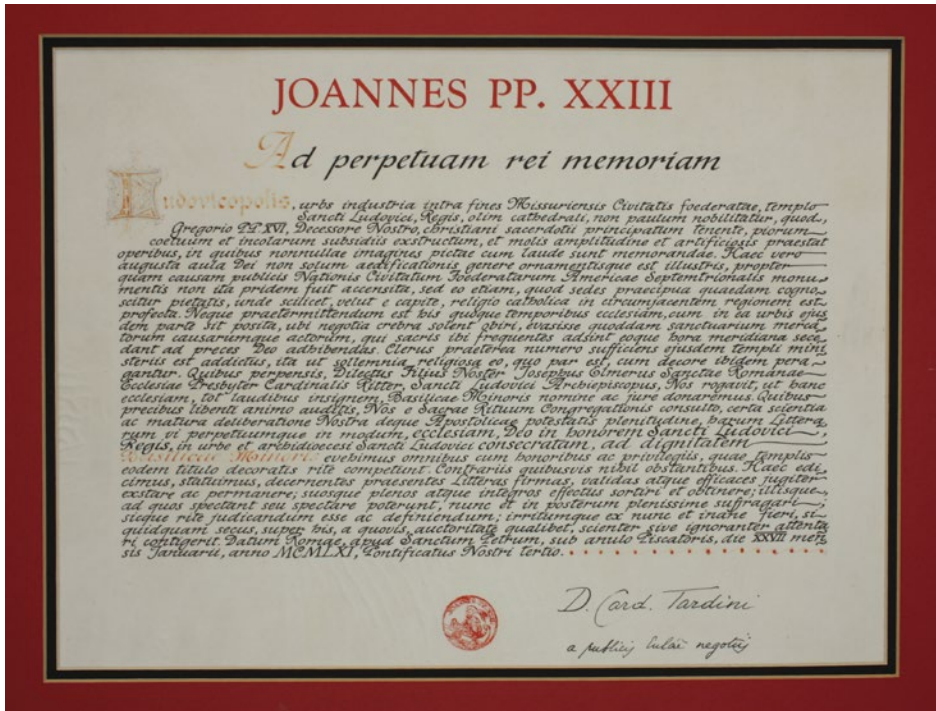 JOANNES PP. XXIII
Ad perpetuam rei memoriam
Ludovicopolis, urbs industria intra fines Missuriensis Civitatis foederatae, templo
Sancti Ludovici, Regis, olim cathedrali, non paulum nobilitatur, quod,
Gregorio PP XVI, Decessore Nostro, christiani sacerdotii principatum tenente, piorum
coetuum et incolarum subsidiis exstructum, et molis amplitudine et artificiosis praestat
operibus, in quibus nonnullae imagines pictae cum laude sunt memorandae. Haec vero
augusta aula Dei non solum aedificationis genere ornamentisque est illustris, propter
quam causam publicis Nationis Civitatum Foederatarum Americae Septemtrionalis monu
mentis non ita pridem fuit accensita, sed eo etiam, quod sedes praecipua quaedam cogno
scitur pietatis, unde scilicet, velut e capite, religio catholica in circumjacentem regionem est
profecta. Neque praetermittendum est his quoque temporibus ecclesiam, cum in ea urbis ejus
dem parte sit posita, ubi negotia crebra solent obiri, evasisse quoddam sanctuarium merca
torum causarumque actorum, qui sacris ibi frequentes adsint eoque hora meridiana sece
dant ad preces Deo adhibendas. Clerus praeterea numero sufficiens ejusdem templi mini
steriis est addictus, ita ut sollemnia religiosa eo, quo par est, cum decore ibidem pera
gantur. Quibus perpensis, Dilectus Filius Noster Josephus Elmerus Sanctae Romanae
Ecclesiae Presbyter Cardinalis Ritter, Sancti Ludovici Archiepiscopus, Nos rogavit, ut hanc
ecclesiam, tot laudibus insignem, Basilicae Minoris nomine ac jure donaremus. Quibus
precibus libenti animo auditis, Nos e Sacrae Rituum Congregationis consulto, certa scientia
ac matura deliberatione Nostra deque Apostolicae potestatis plenitudine, harum Littera
rum vi perpetuumque in modum, ecclesiam, Deo in honorem Sancti Ludovici,
Regis, in urbe et archidioecesi Sancti Ludovici consecratam, ad dignitatem
Basilicae Minoris evehimus omnibus cum honoribus ac privilegiis, quae templis
eodem titulo decoratis rite competunt. Contrariis quibusvis nihil obstantibus. Haec edi
cimus, statuimus, decernentes praesentes Litteras firmas, validas atque efficaces jugiter
exstare ac permanere; suosque plenos atque integros effectus sortiri et obtinere; illisque,
ad quos spectant seu spectare poterunt, nunc et in posterum plenissime suffragari,
sicque rite judicandum esse ac definiendum; irritumque ex nunc et inane fieri, si
quidquam secus, super his, a quovis, auctoritate qualibet, scienter sive ignoranter attenta
ri contigerit. Datum Romae, apud Sanctum Petrum, sub anulo Piscatoris, die XXVII men
sis Januarii, anno MCMLXI, Pontificatus Nostri tertio.
D. Card. Tardini
a publicis negotiis